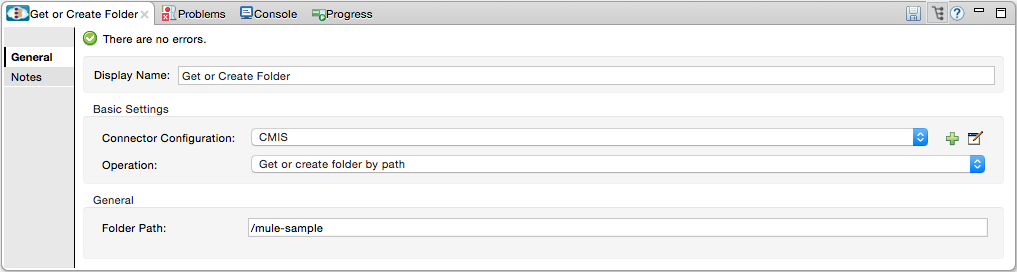 Get or Create Folder Problems Console Progress
There are no errors.
General
Notes
Display Name: Get or Create Folder
Basic Settings
Connector Configuration: CMIS
Operation: Get or create folder by path
General
Folder Path: /mule-sample